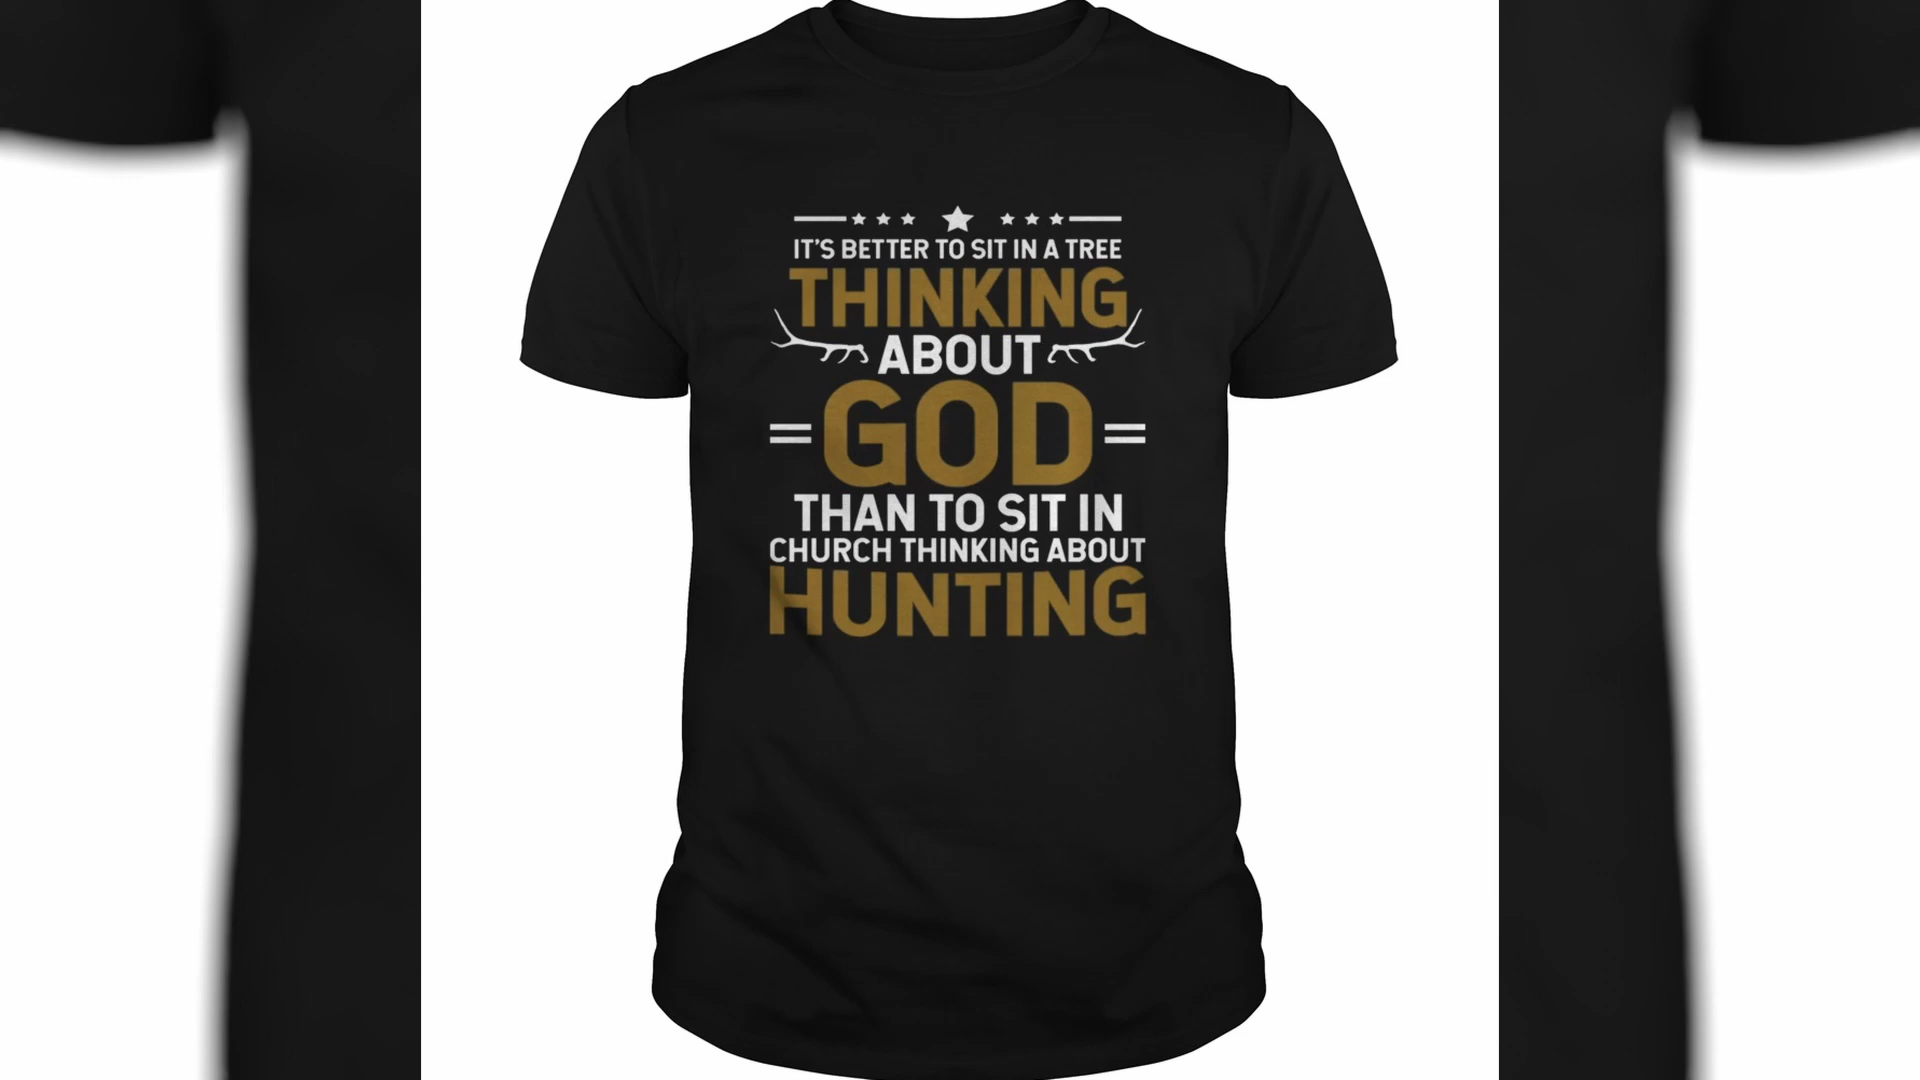 IT'S BETTER TO SIT IN A TREE
THINKING
ABOUT
GOD
THAN TO SIT IN
CHURCH THINKING ABOUT
HUNTING